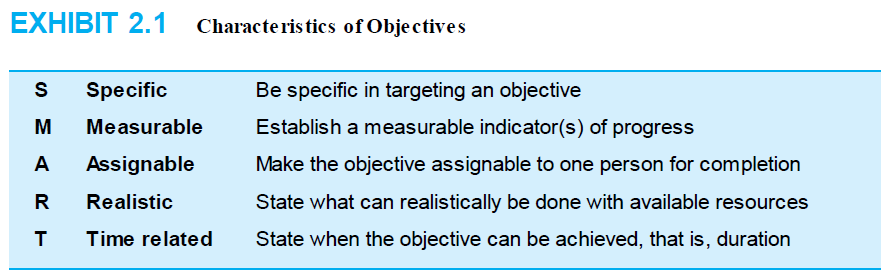 EXHIBIT 2.1 Characteristics of Objectives
S Specific Be specific in targeting an objective
M Measurable Establish a measurable indicator(s) of progress
A Assignable Make the objective assignable to one person for completion
R Realistic State what can realistically be done with available resources
T Time related State when the objective can be achieved, that is, duration